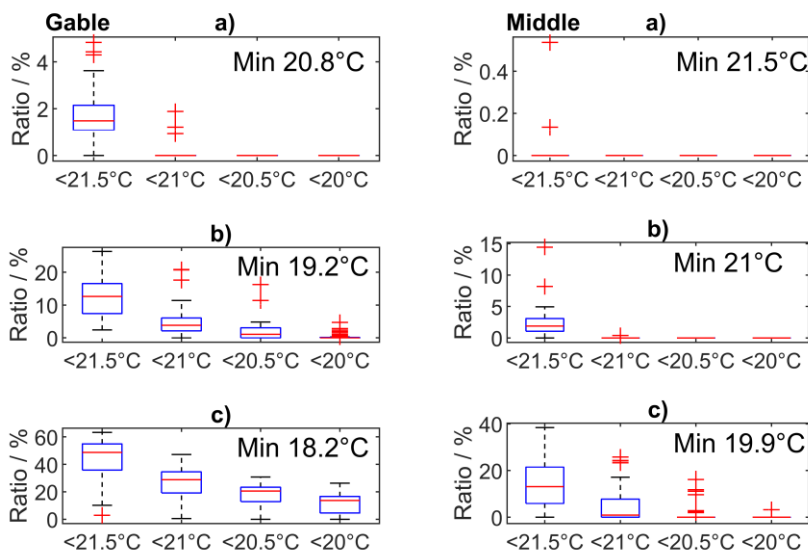 Gable a)
Ratio / %
4
2
0
Min 20.8°C
<21.5°C <21°C <20.5°C <20°C
Middle a)
Ratio / %
0.4
0.2
0
Min 21.5°C
<21.5°C <21°C <20.5°C <20°C
b)
Ratio / %
20
10
0
Min 19.2°C
<21.5°C <21°C <20.5°C <20°C
b)
Ratio / %
15
10
5
0
Min 21°C
<21.5°C <21°C <20.5°C <20°C
c)
Ratio / %
60
40
20
0
Min 18.2°C
<21.5°C <21°C <20.5°C <20°C
c)
Ratio / %
40
20
0
Min 19.9°C
<21.5°C <21°C <20.5°C <20°C